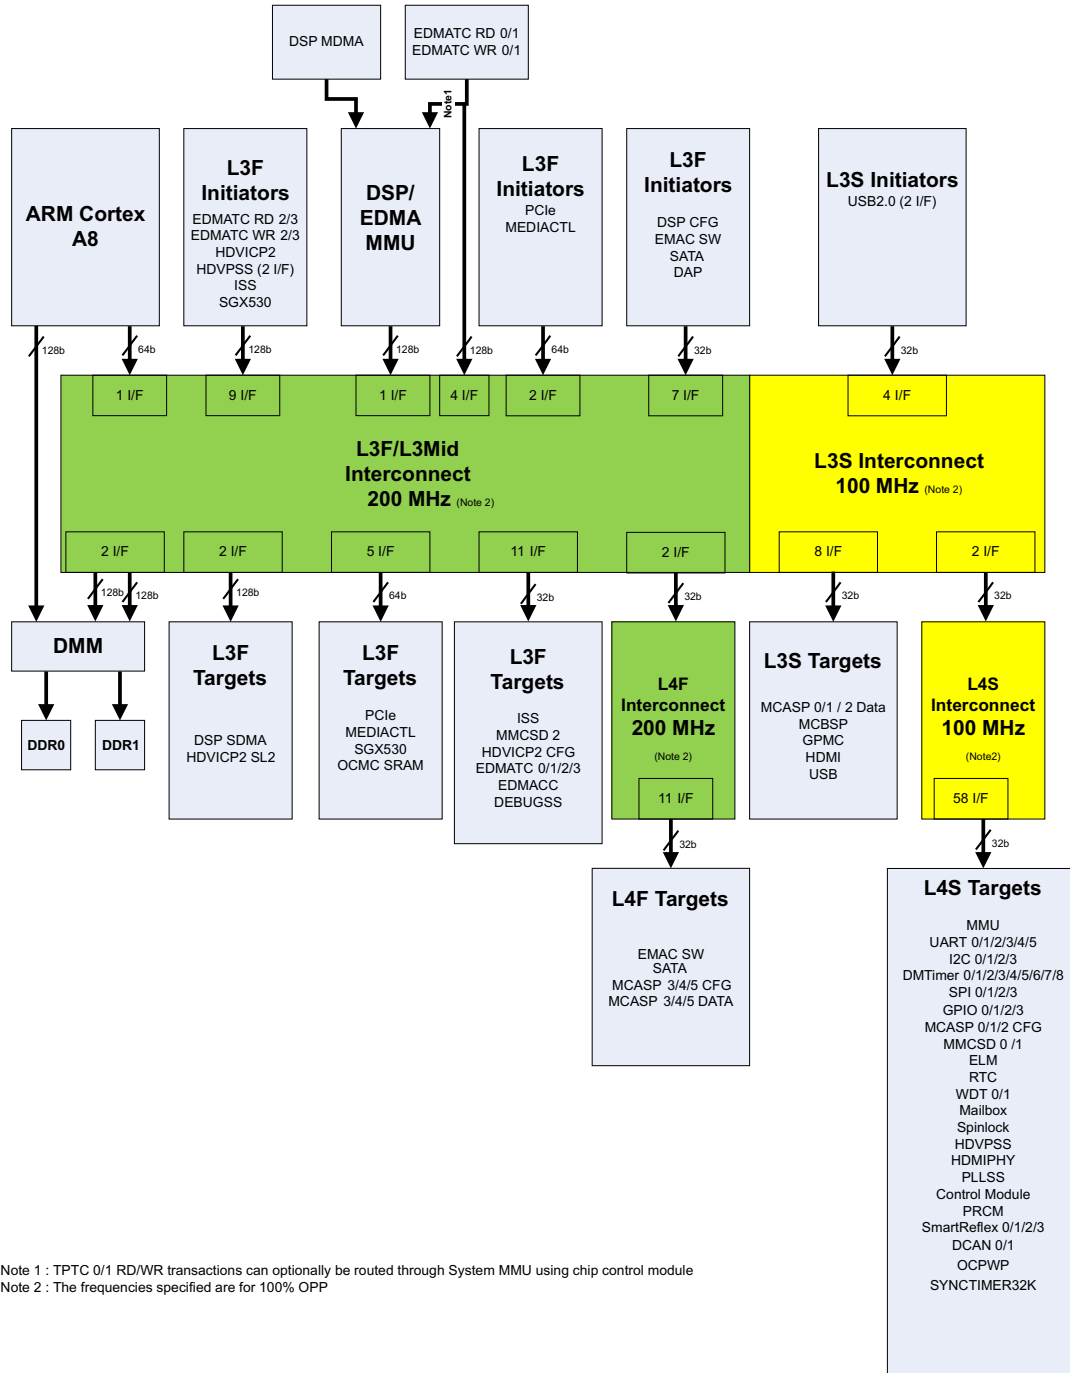 DSP MDMA
EDMATC RD 0/1
EDMATC WR 0/1
Note1
ARM Cortex
A8
L3F
Initiators
EDMATC RD 2/3
EDMATC WR 2/3
HDVICP2
HDVPSS (2 I/F)
ISS
SGX530
DSP/
EDMA
MMU
L3F
Initiators
PCIe
MEDIACTL
L3F
Initiators
DSP CFG
EMAC SW
SATA
DAP
L3S Initiators
USB2.0 (2 I/F)
128b
64b
128b
128b
128b
64b
32b
32b
1 I/F
9 I/F
1 I/F
4 I/F
2 I/F
7 I/F
4 I/F
L3F/L3Mid
Interconnect
200 MHz (Note 2)
L3S Interconnect
100 MHz (Note 2)
2 I/F
2 I/F
5 I/F
11 I/F
2 I/F
8 I/F
2 I/F
128b
128b
128b
64b
32b
32b
32b
32b
DMM
DDR0
DDR1
L3F
Targets
DSP SDMA
HDVICP2 SL2
L3F
Targets
PCIe
MEDIACTL
SGX530
OCMC SRAM
L3F
Targets
ISS
MMCSD 2
HDVICP2 CFG
EDMATC 0/1/2/3
EDMACC
DEBUGSS
L4F
Interconnect
200 MHz
(Note 2)
11 I/F
L3S Targets
MCASP 0/1 / 2 Data
MCBSP
GPMC
HDMI
USB
L4S
Interconnect
100 MHz
(Note2)
58 I/F
32b
32b
L4F Targets
EMAC SW
SATA
MCASP 3/4/5 CFG
MCASP 3/4/5 DATA
L4S Targets
MMU
UART 0/1/2/3/4/5
I2C 0/1/2/3
DMTimer 0/1/2/3/4/5/6/7/8
SPI 0/1/2/3
GPIO 0/1/2/3
MCASP 0/1/2 CFG
MMCSD 0 /1
ELM
RTC
WDT 0/1
Mailbox
Spinlock
HDVPSS
HDMIPHY
PLLSS
Control Module
PRCM
SmartReflex 0/1/2/3
DCAN 0/1
OCPWP
SYNCTIMER32K
Note 1 : TPTC 0/1 RD/WR transactions can optionally be routed through System MMU using chip control module
Note 2 : The frequencies specified are for 100% OPP